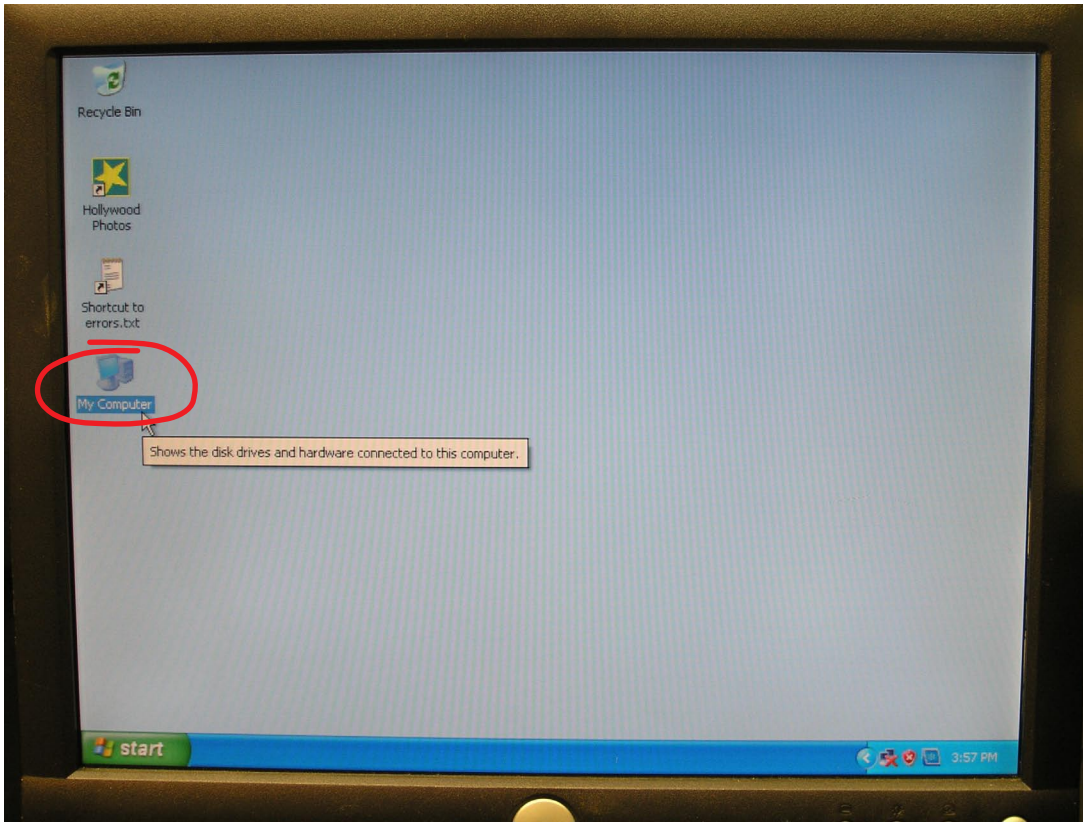 Recycle Bin
Hollywood
Photos
Shortcut to
errors.txt
My Computer
Shows the disk drives and hardware connected to this computer.
start
3:57 PM